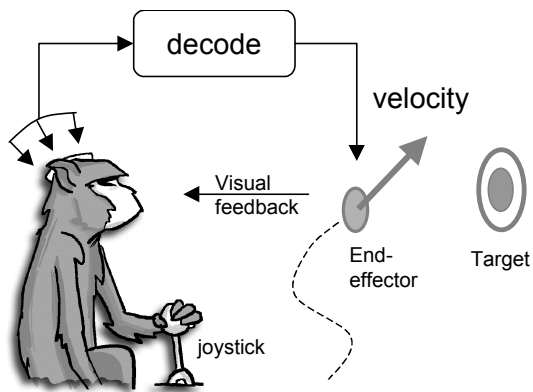 decode
velocity
Visual
feedback
End-
effector
Target
joystick